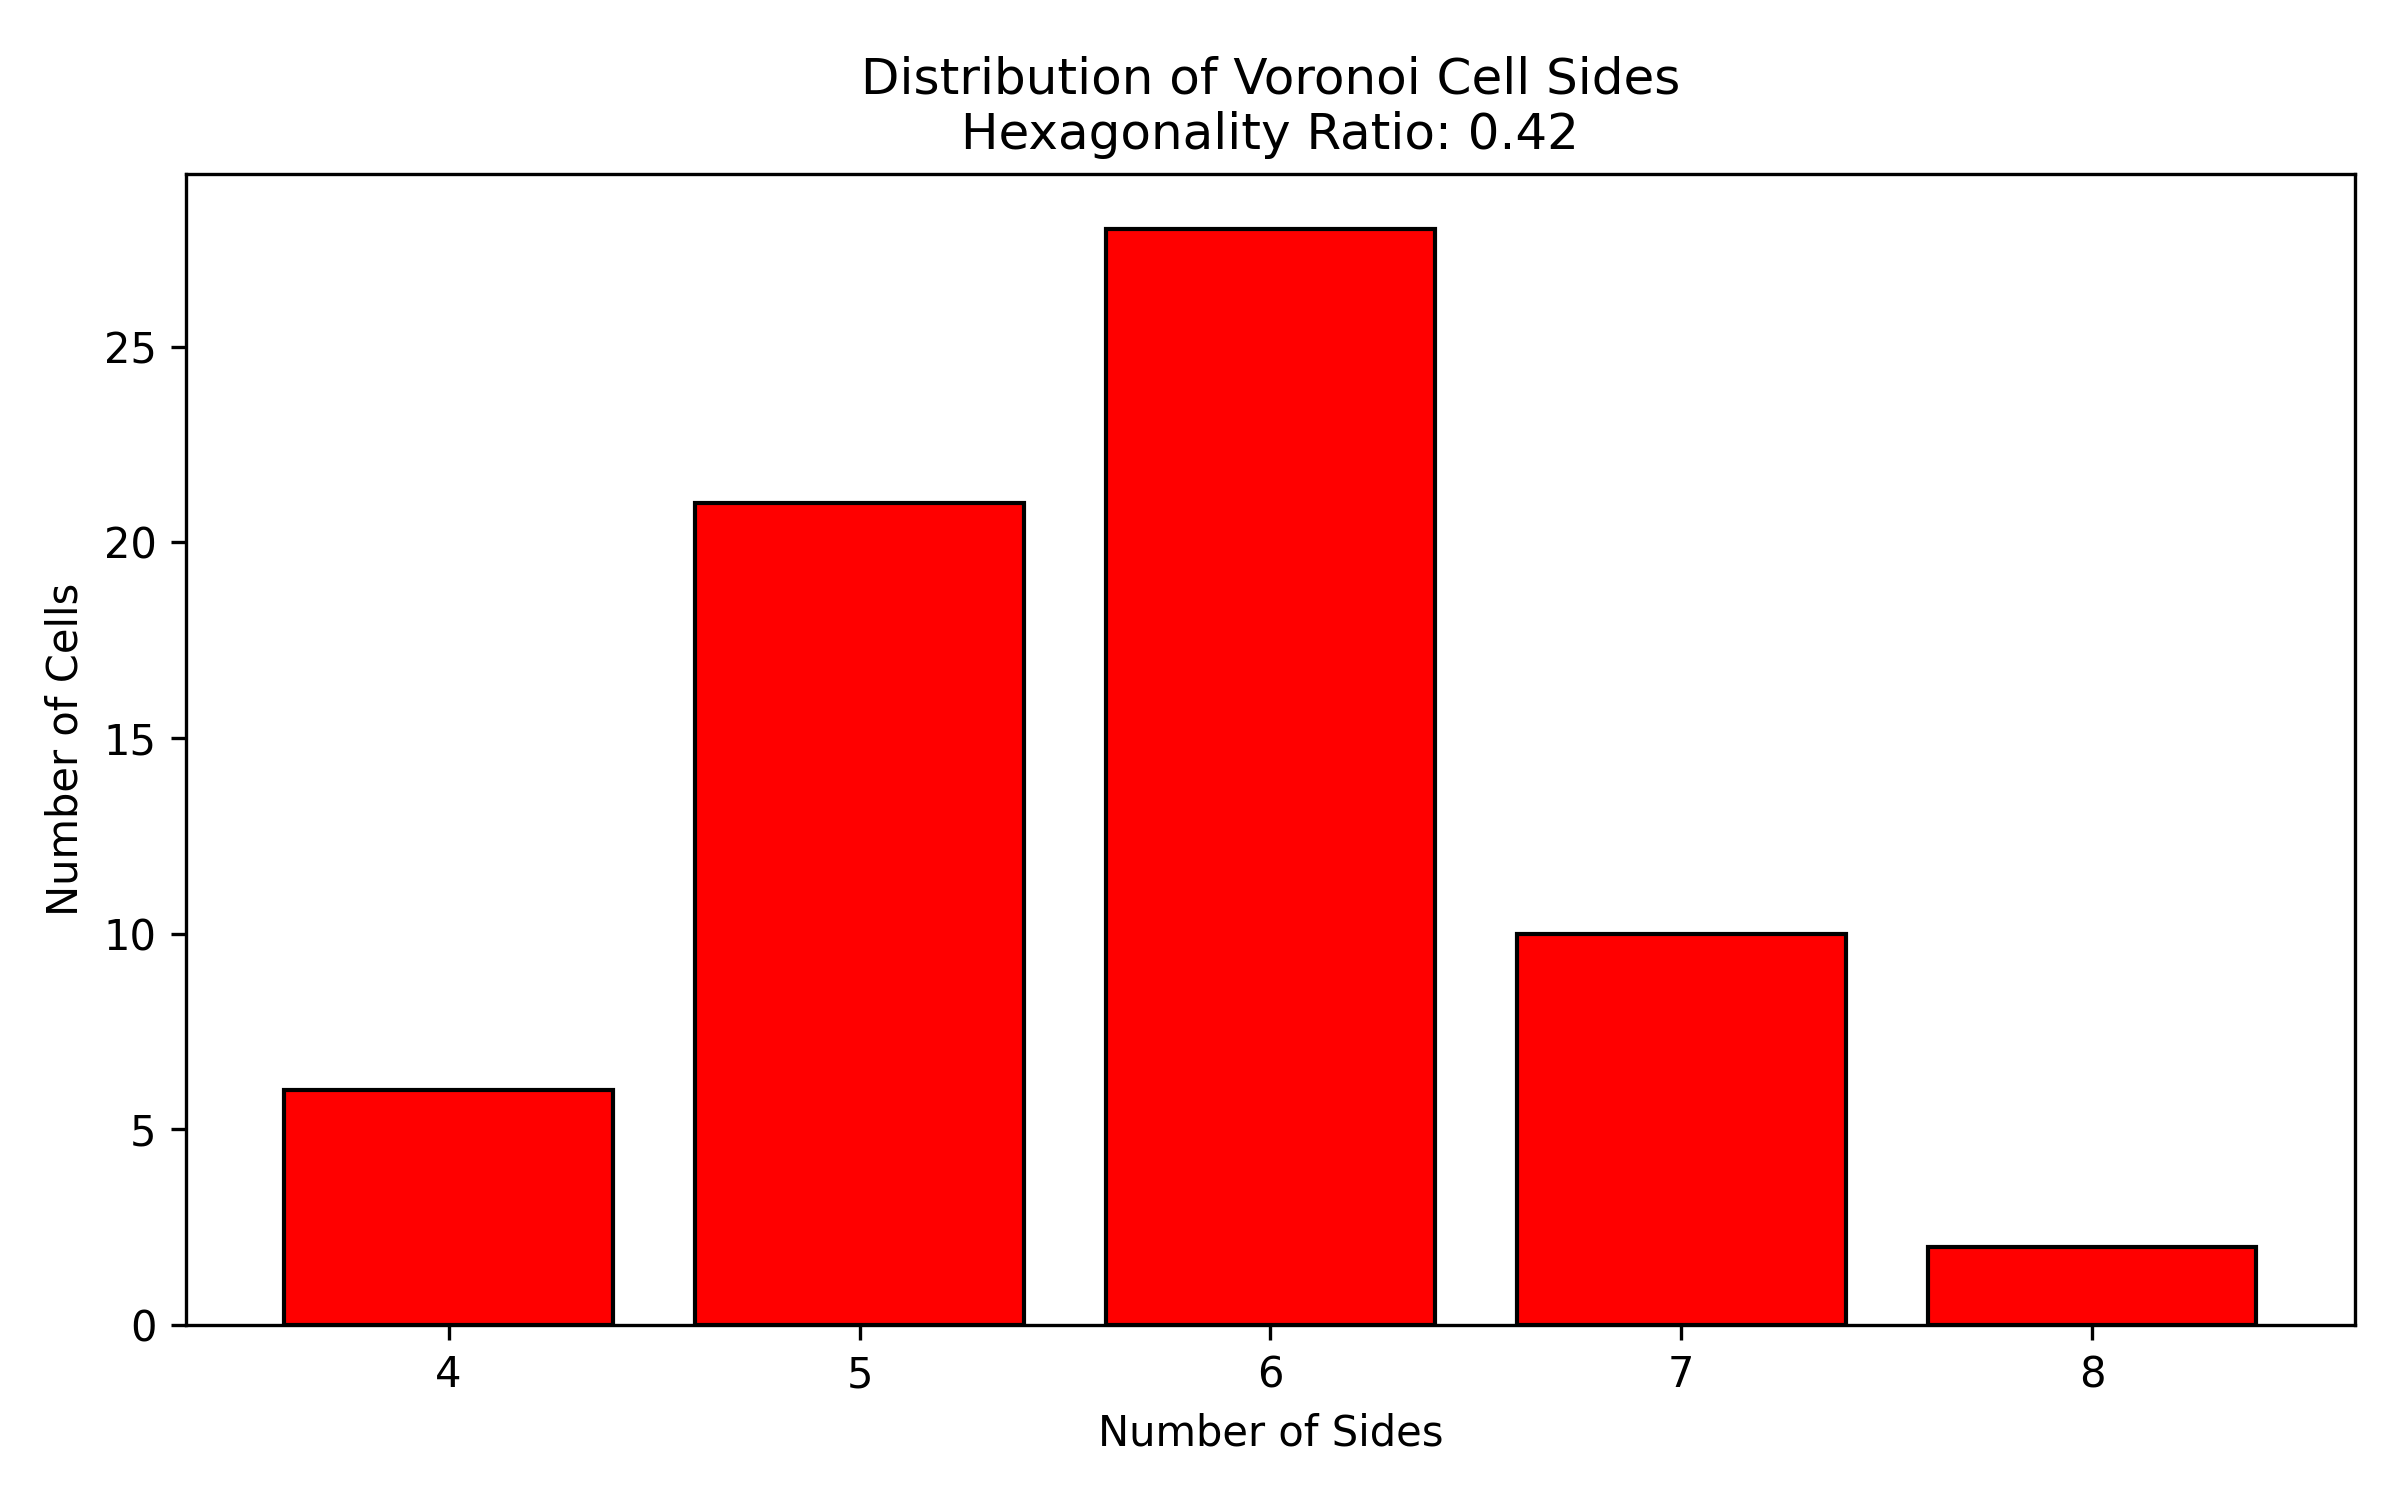 Distribution of Voronoi Cell Sides
Hexagonality Ratio: 0.42
Number of Cells
25
20
15
10
5
0
4 5 6 7 8
Number of Sides